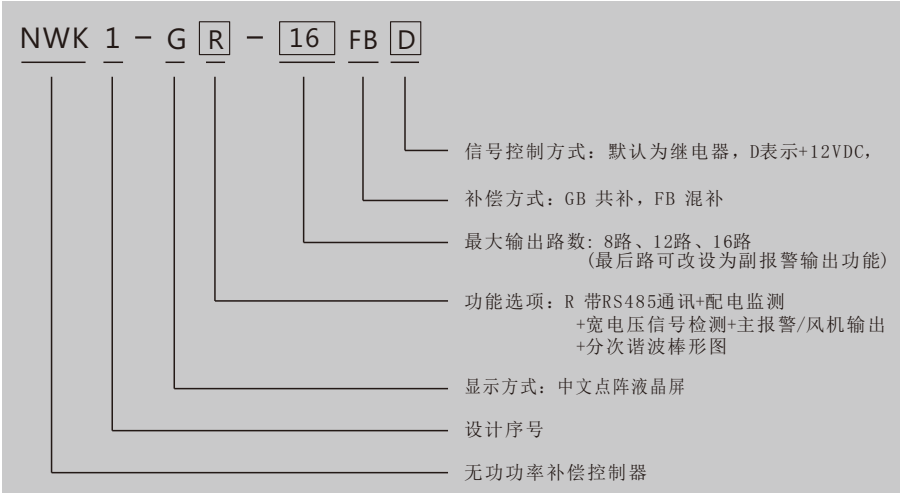 NWK 1 - G R - 16 FB D
信号控制方式：默认为继电器，D表示+12VDC，
补偿方式：GB 共补，FB 混补
最大输出路数：8路、12路、16路
(最后路可改设为副报警输出功能)
功能选项：R 带RS485通讯+配电监测
+宽电压信号检测+主报警/风机输出
+分次谐波棒形图
显示方式：中文点阵液晶屏
设计序号
无功功率补偿控制器